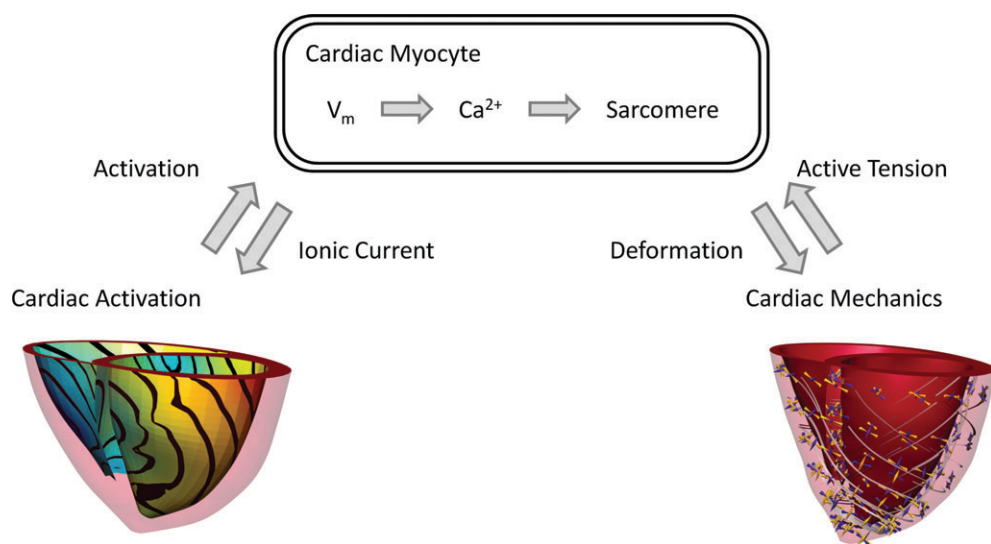 Cardiac Myocyte
Vₘ Ca²⁺ Sarcomere
Activation Active Tension
Ionic Current Deformation
Cardiac Activation Cardiac Mechanics